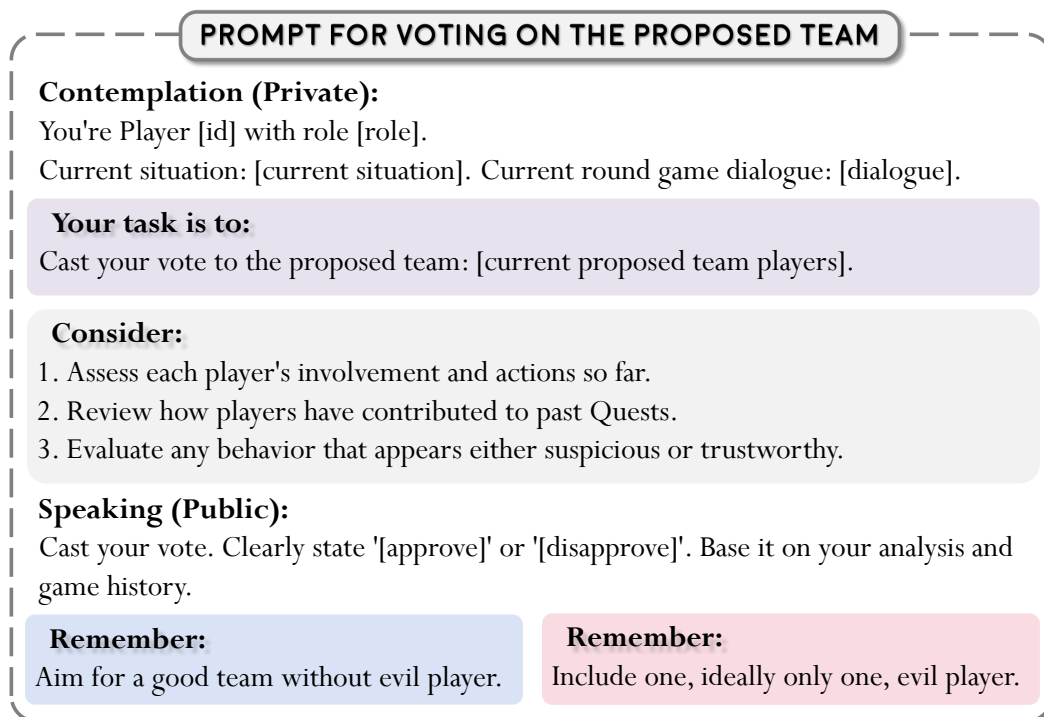 PROMPT FOR VOTING ON THE PROPOSED TEAM
Contemplation (Private):
You're Player [id] with role [role].
Current situation: [current situation]. Current round game dialogue: [dialogue].
Your task is to:
Cast your vote to the proposed team: [current proposed team players].
Consider:
1. Assess each player's involvement and actions so far.
2. Review how players have contributed to past Quests.
3. Evaluate any behavior that appears either suspicious or trustworthy.
Speaking (Public):
Cast your vote. Clearly state '[approve]' or '[disapprove]'. Base it on your analysis and
game history.
Remember:
Aim for a good team without evil player.
Remember:
Include one, ideally only one, evil player.